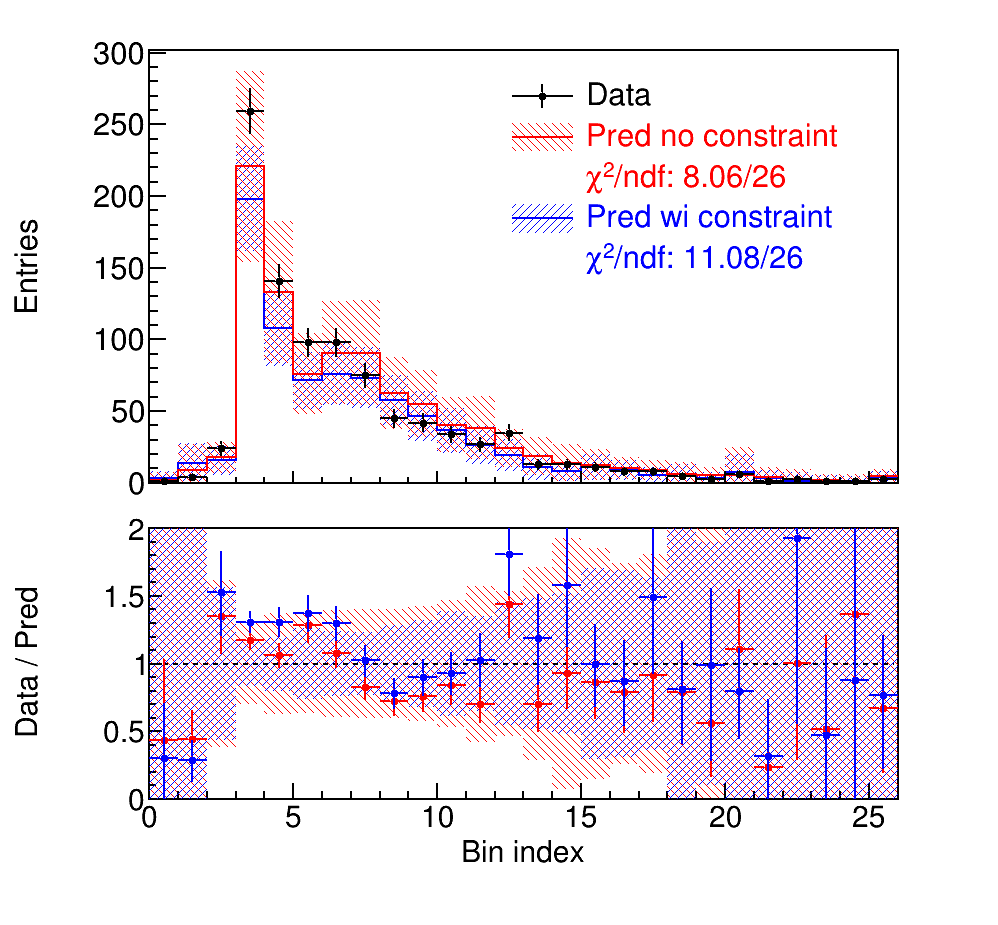 300
250
200
150
100
50
0
Entries
Data
Pred no constraint
χ²/ndf: 8.06/26
Pred wi constraint
χ²/ndf: 11.08/26
2
1.5
1
0.5
0
Data / Pred
0 5 10 15 20 25
Bin index